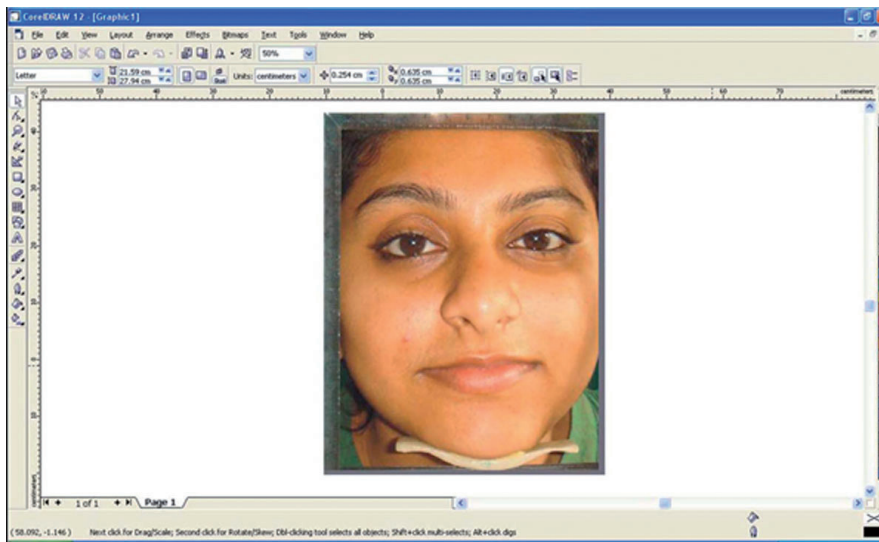 CorelDRAW 12 - [Graphic1]
File Edit View Layout Arrange Effects Bitmaps Text Tools Window Help
50%
Letter 21.59 cm 27.94 cm Units: centimeters 0.254 cm 0.635 cm 0.635 cm
centimeters
1 of 1 Page 1
(58.092, -1.146) Next click for Drag/Scale; Second click for Rotate/Skew; Dbl-clicking tool selects all objects; Shift+click multi-selects; Alt+click digs